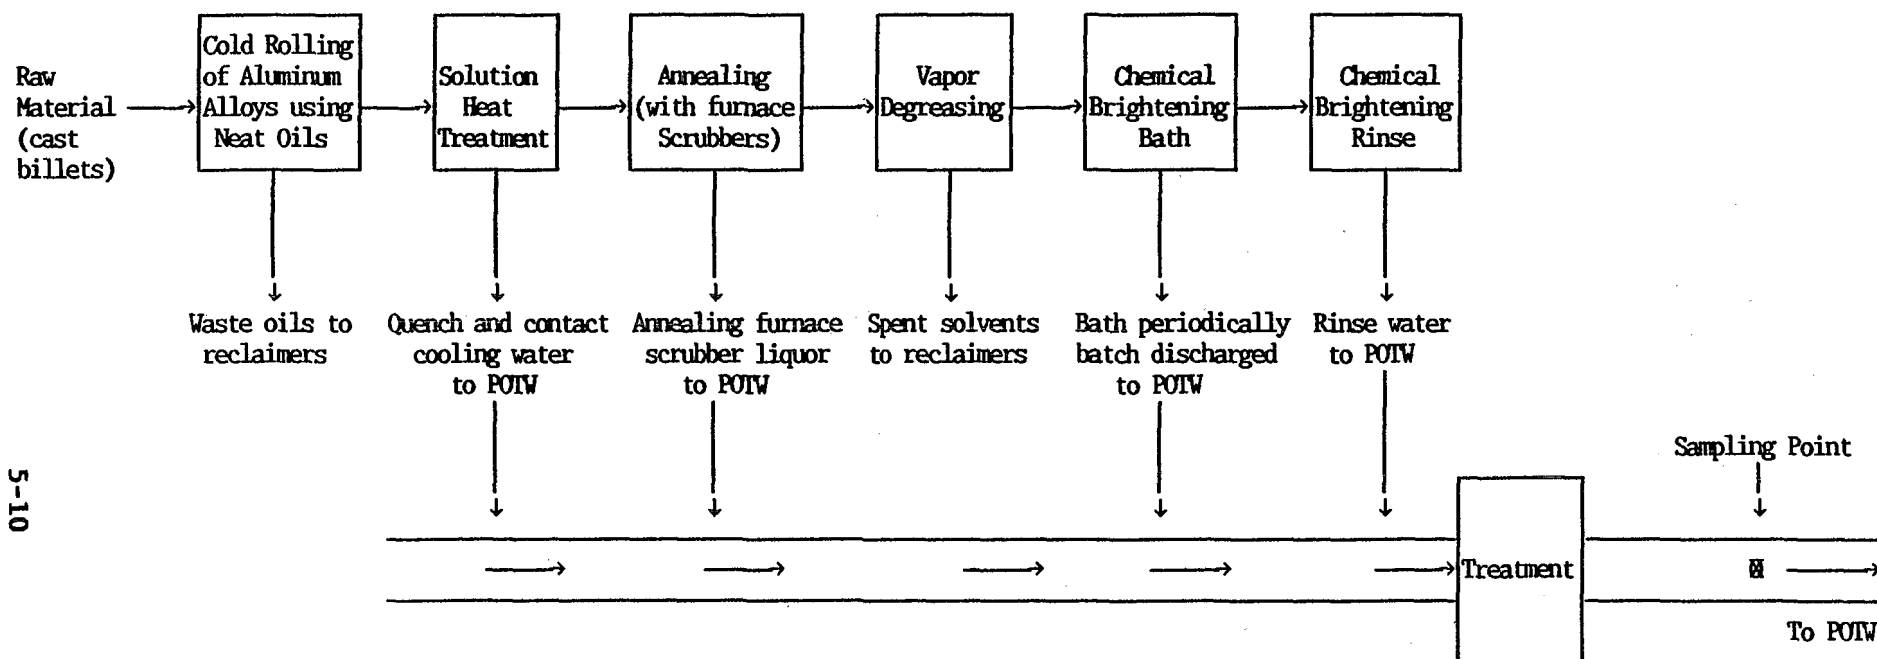 Raw
Material
(cast
billets)
Cold Rolling
of Aluminum
Alloys using
Neat Oils
Solution
Heat
Treatment
Annealing
(with furnace
Scrubbers)
Vapor
Degreasing
Chemical
Brightening
Bath
Chemical
Brightening
Rinse
Waste oils to
reclaimers
Quench and contact
cooling water
to POTW
Annealing furnace
scrubber liquor
to POTW
Spent solvents
to reclaimers
Bath periodically
batch discharged
to POTW
Rinse water
to POTW
Sampling Point
Treatment
To POTW
5-10